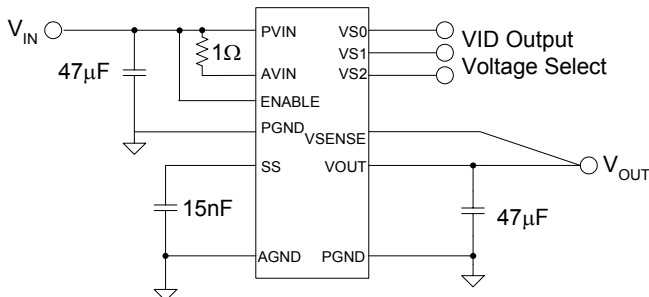 V_IN
47μF
1Ω
PVIN
AVIN
ENABLE
PGND
SS
15nF
AGND
VS0
VS1
VS2
VID Output
Voltage Select
VSENSE
VOUT
V_OUT
47μF
PGND